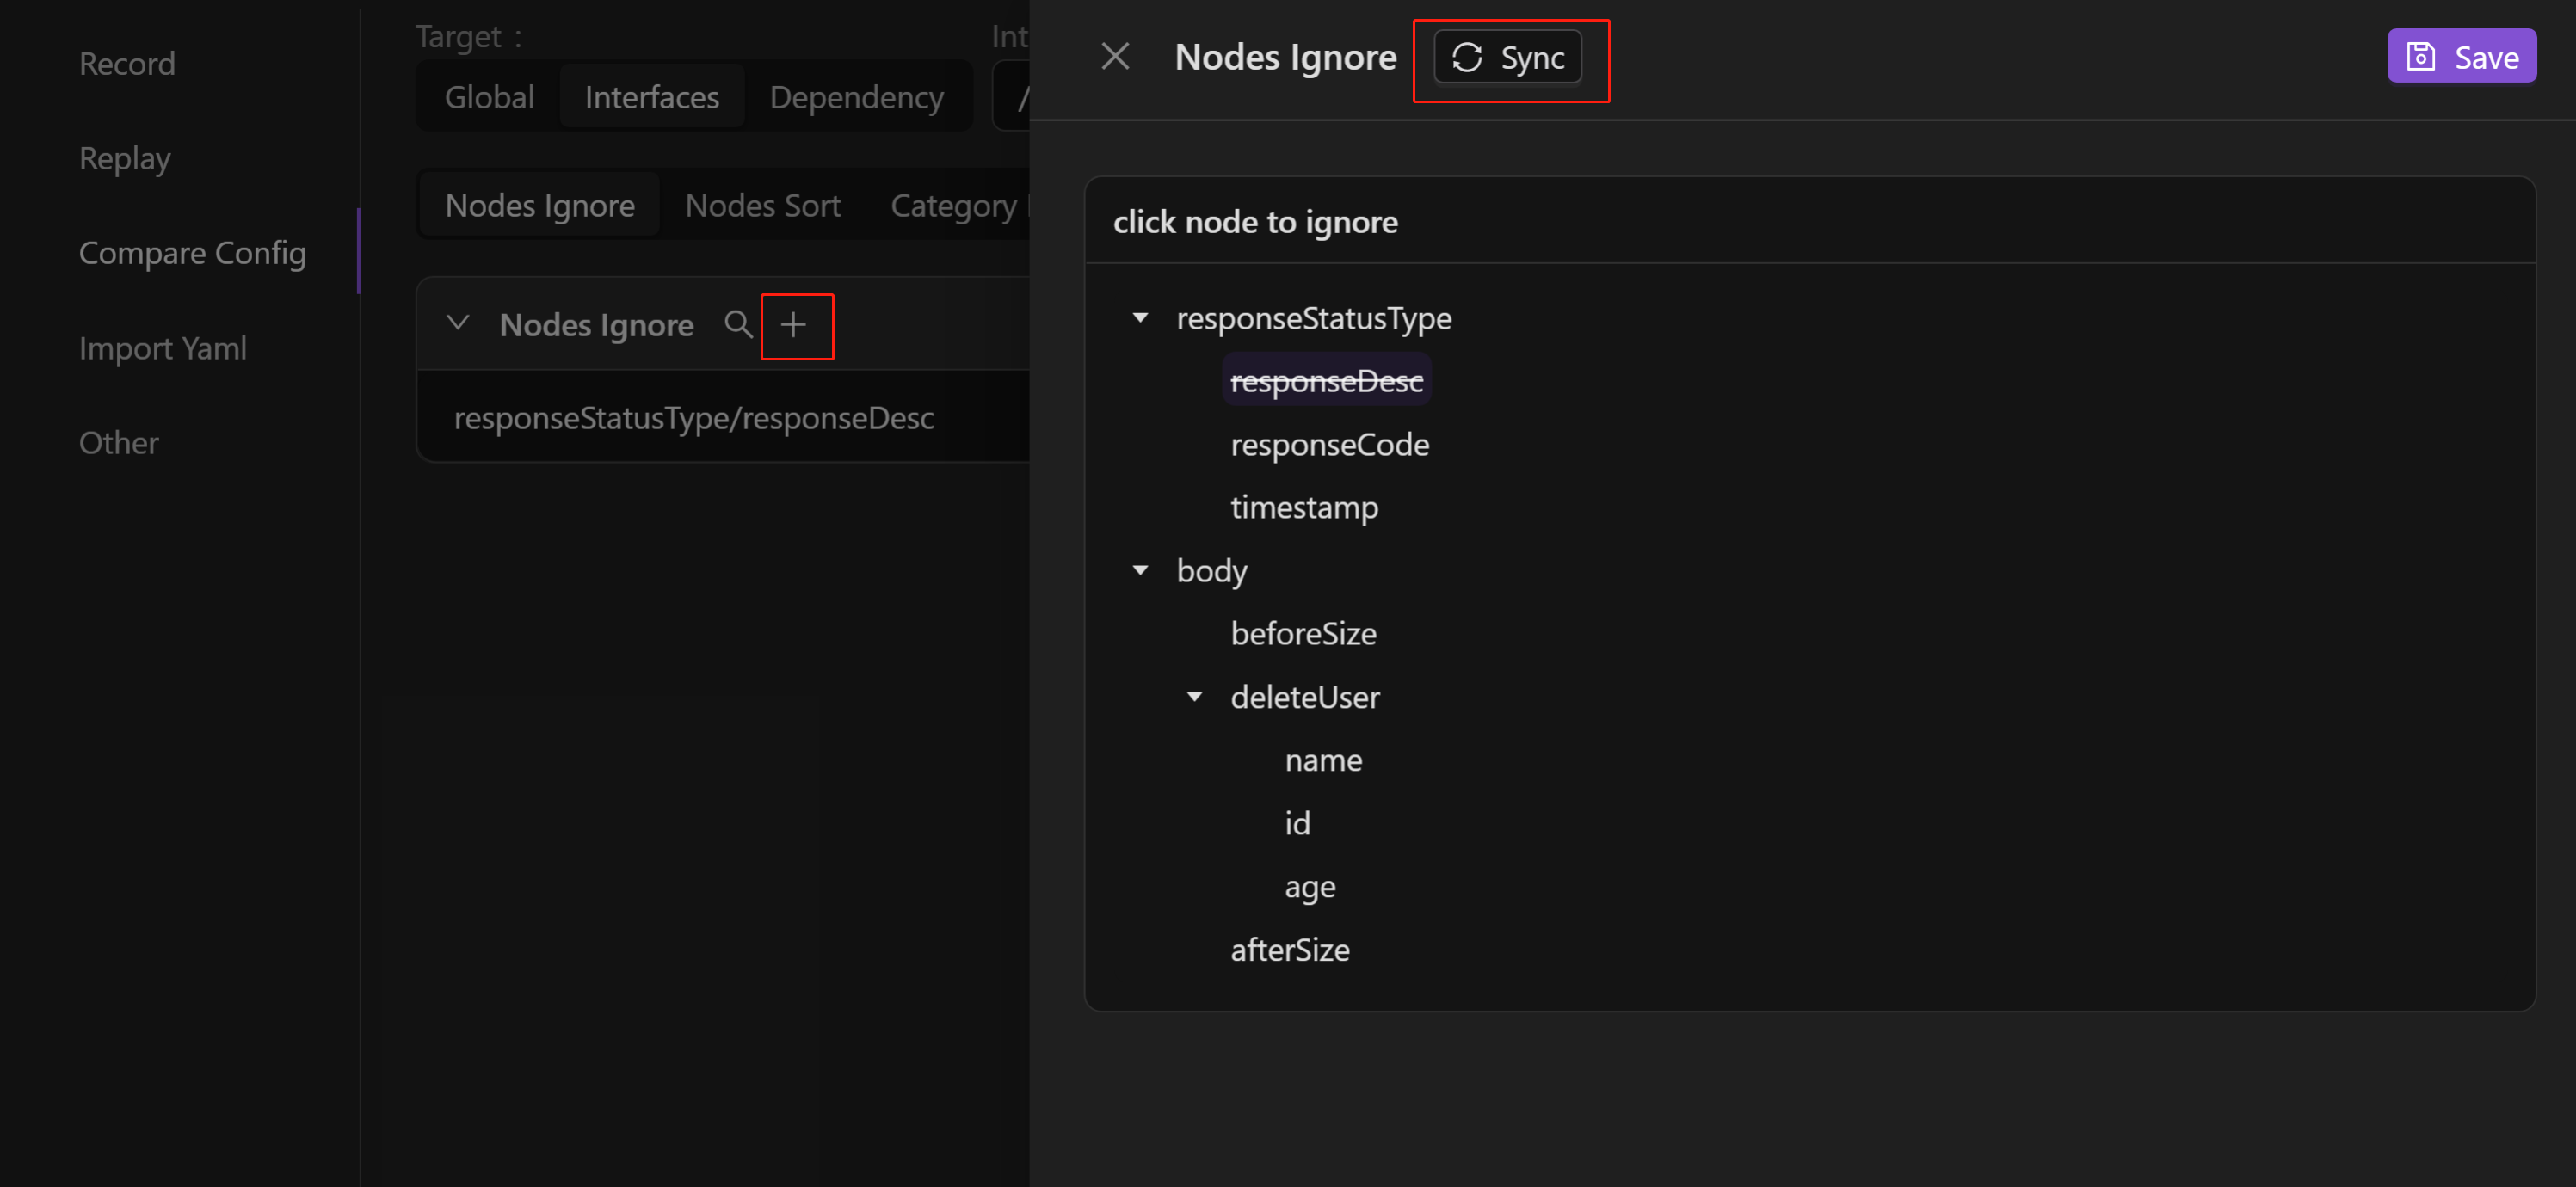 Record
Replay
Compare Config
Import Yaml
Other
Target :
Global
Interfaces
Dependency
Int
/
Nodes Ignore
Nodes Sort
Category
Nodes Ignore
responseStatusType/responseDesc
Nodes Ignore
Sync
Save
click node to ignore
responseStatusType
responseDesc
responseCode
timestamp
body
beforeSize
deleteUser
name
id
age
afterSize